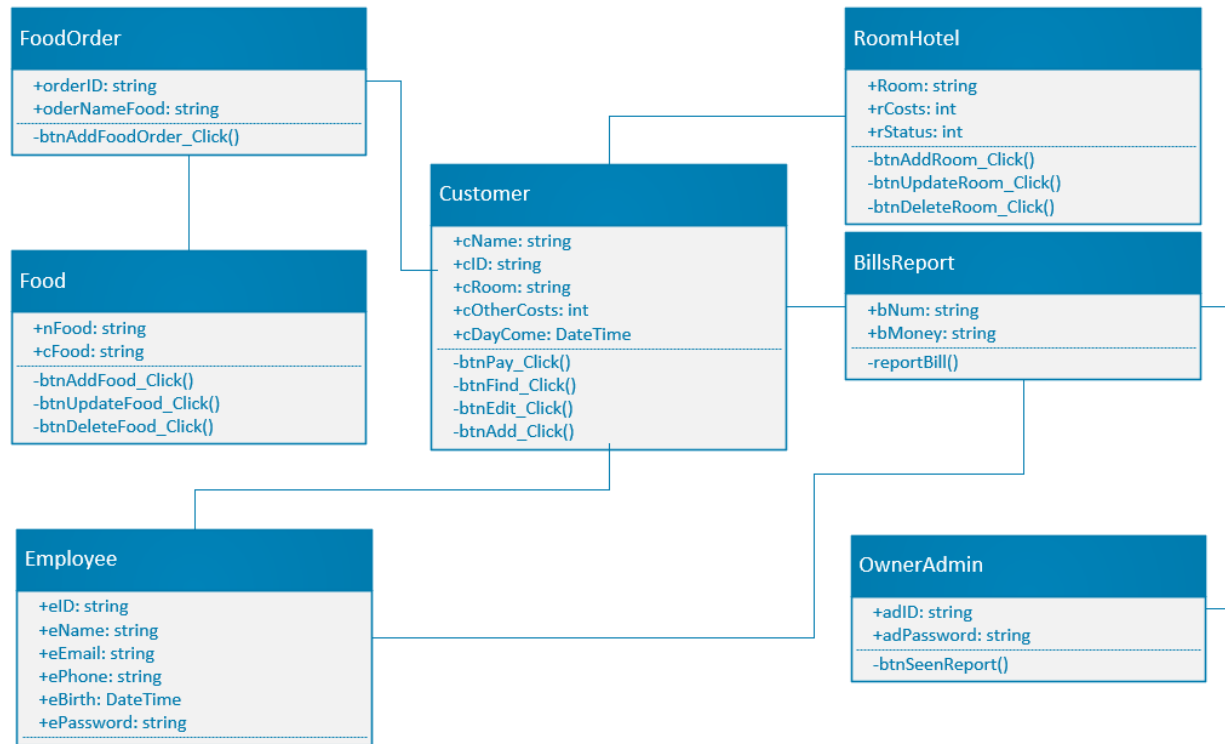 FoodOrder
+orderID: string
+oderNameFood: string
-btnAddFoodOrder_Click()
Food
+nFood: string
+cFood: string
-btnAddFood_Click()
-btnUpdateFood_Click()
-btnDeleteFood_Click()
Customer
+cName: string
+cID: string
+cRoom: string
+cOtherCosts: int
+cDayCome: DateTime
-btnPay_Click()
-btnFind_Click()
-btnEdit_Click()
-btnAdd_Click()
RoomHotel
+Room: string
+rCosts: int
+rStatus: int
-btnAddRoom_Click()
-btnUpdateRoom_Click()
-btnDeleteRoom_Click()
BillsReport
+bNum: string
+bMoney: string
-reportBill()
Employee
+eID: string
+eName: string
+eEmail: string
+ePhone: string
+eBirth: DateTime
+ePassword: string
OwnerAdmin
+adID: string
+adPassword: string
-btnSeenReport()